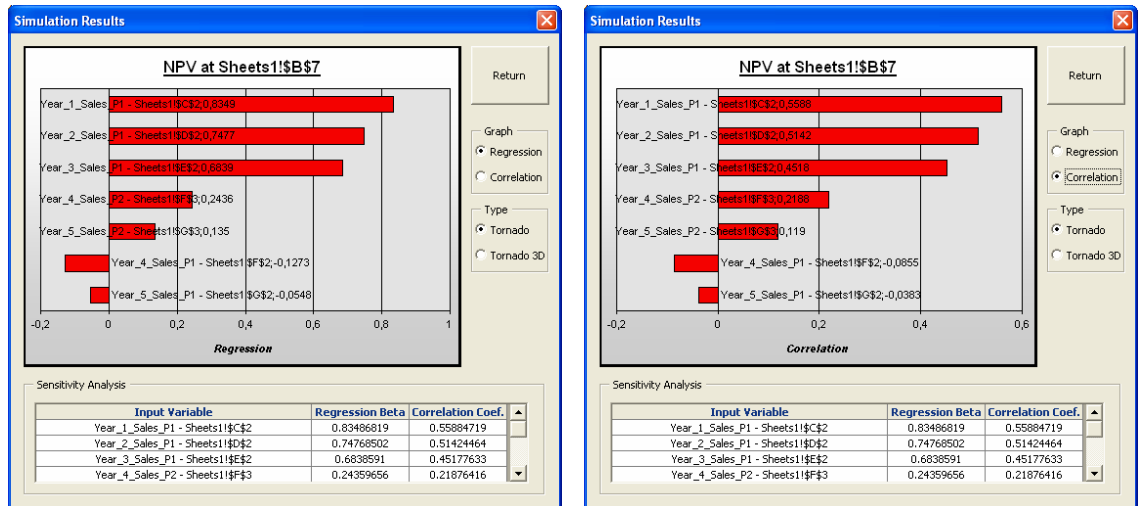 Simulation Results
NPV at Sheets1!$B$7
Year_1_Sales_P1 - Sheets1!$C$2;0,8349
Year_2_Sales_P1 - Sheets1!$D$2;0,7477
Year_3_Sales_P1 - Sheets1!$E$2;0,6839
Year_4_Sales_P2 - Sheets1!$F$3;0,2436
Year_5_Sales_P2 - Sheets1!$G$3;0,135
Year_4_Sales_P1 - Sheets1!$F$2;-0,1273
Year_5_Sales_P1 - Sheets1!$G$2;-0,0548
-0,2 0 0,2 0,4 0,6 0,8 1
Regression
Return
Graph
Regression
Correlation
Type
Tornado
Tornado 3D
Sensitivity Analysis
Input Variable Regression Beta Correlation Coef.
Year_1_Sales_P1 - Sheets1!$C$2 0.83486819 0.55884719
Year_2_Sales_P1 - Sheets1!$D$2 0.74768502 0.51424464
Year_3_Sales_P1 - Sheets1!$E$2 0.6838591 0.45177633
Year_4_Sales_P2 - Sheets1!$F$3 0.24359656 0.21876416
Simulation Results
NPV at Sheets1!$B$7
Year_1_Sales_P1 - Sheets1!$C$2;0,5588
Year_2_Sales_P1 - Sheets1!$D$2;0,5142
Year_3_Sales_P1 - Sheets1!$E$2;0,4518
Year_4_Sales_P2 - Sheets1!$F$3;0,2188
Year_5_Sales_P2 - Sheets1!$G$3;0,119
Year_4_Sales_P1 - Sheets1!$F$2;-0,0855
Year_5_Sales_P1 - Sheets1!$G$2;-0,0383
-0,2 0 0,2 0,4 0,6
Correlation
Return
Graph
Regression
Correlation
Type
Tornado
Tornado 3D
Sensitivity Analysis
Input Variable Regression Beta Correlation Coef.
Year_1_Sales_P1 - Sheets1!$C$2 0.83486819 0.55884719
Year_2_Sales_P1 - Sheets1!$D$2 0.74768502 0.51424464
Year_3_Sales_P1 - Sheets1!$E$2 0.6838591 0.45177633
Year_4_Sales_P2 - Sheets1!$F$3 0.24359656 0.21876416